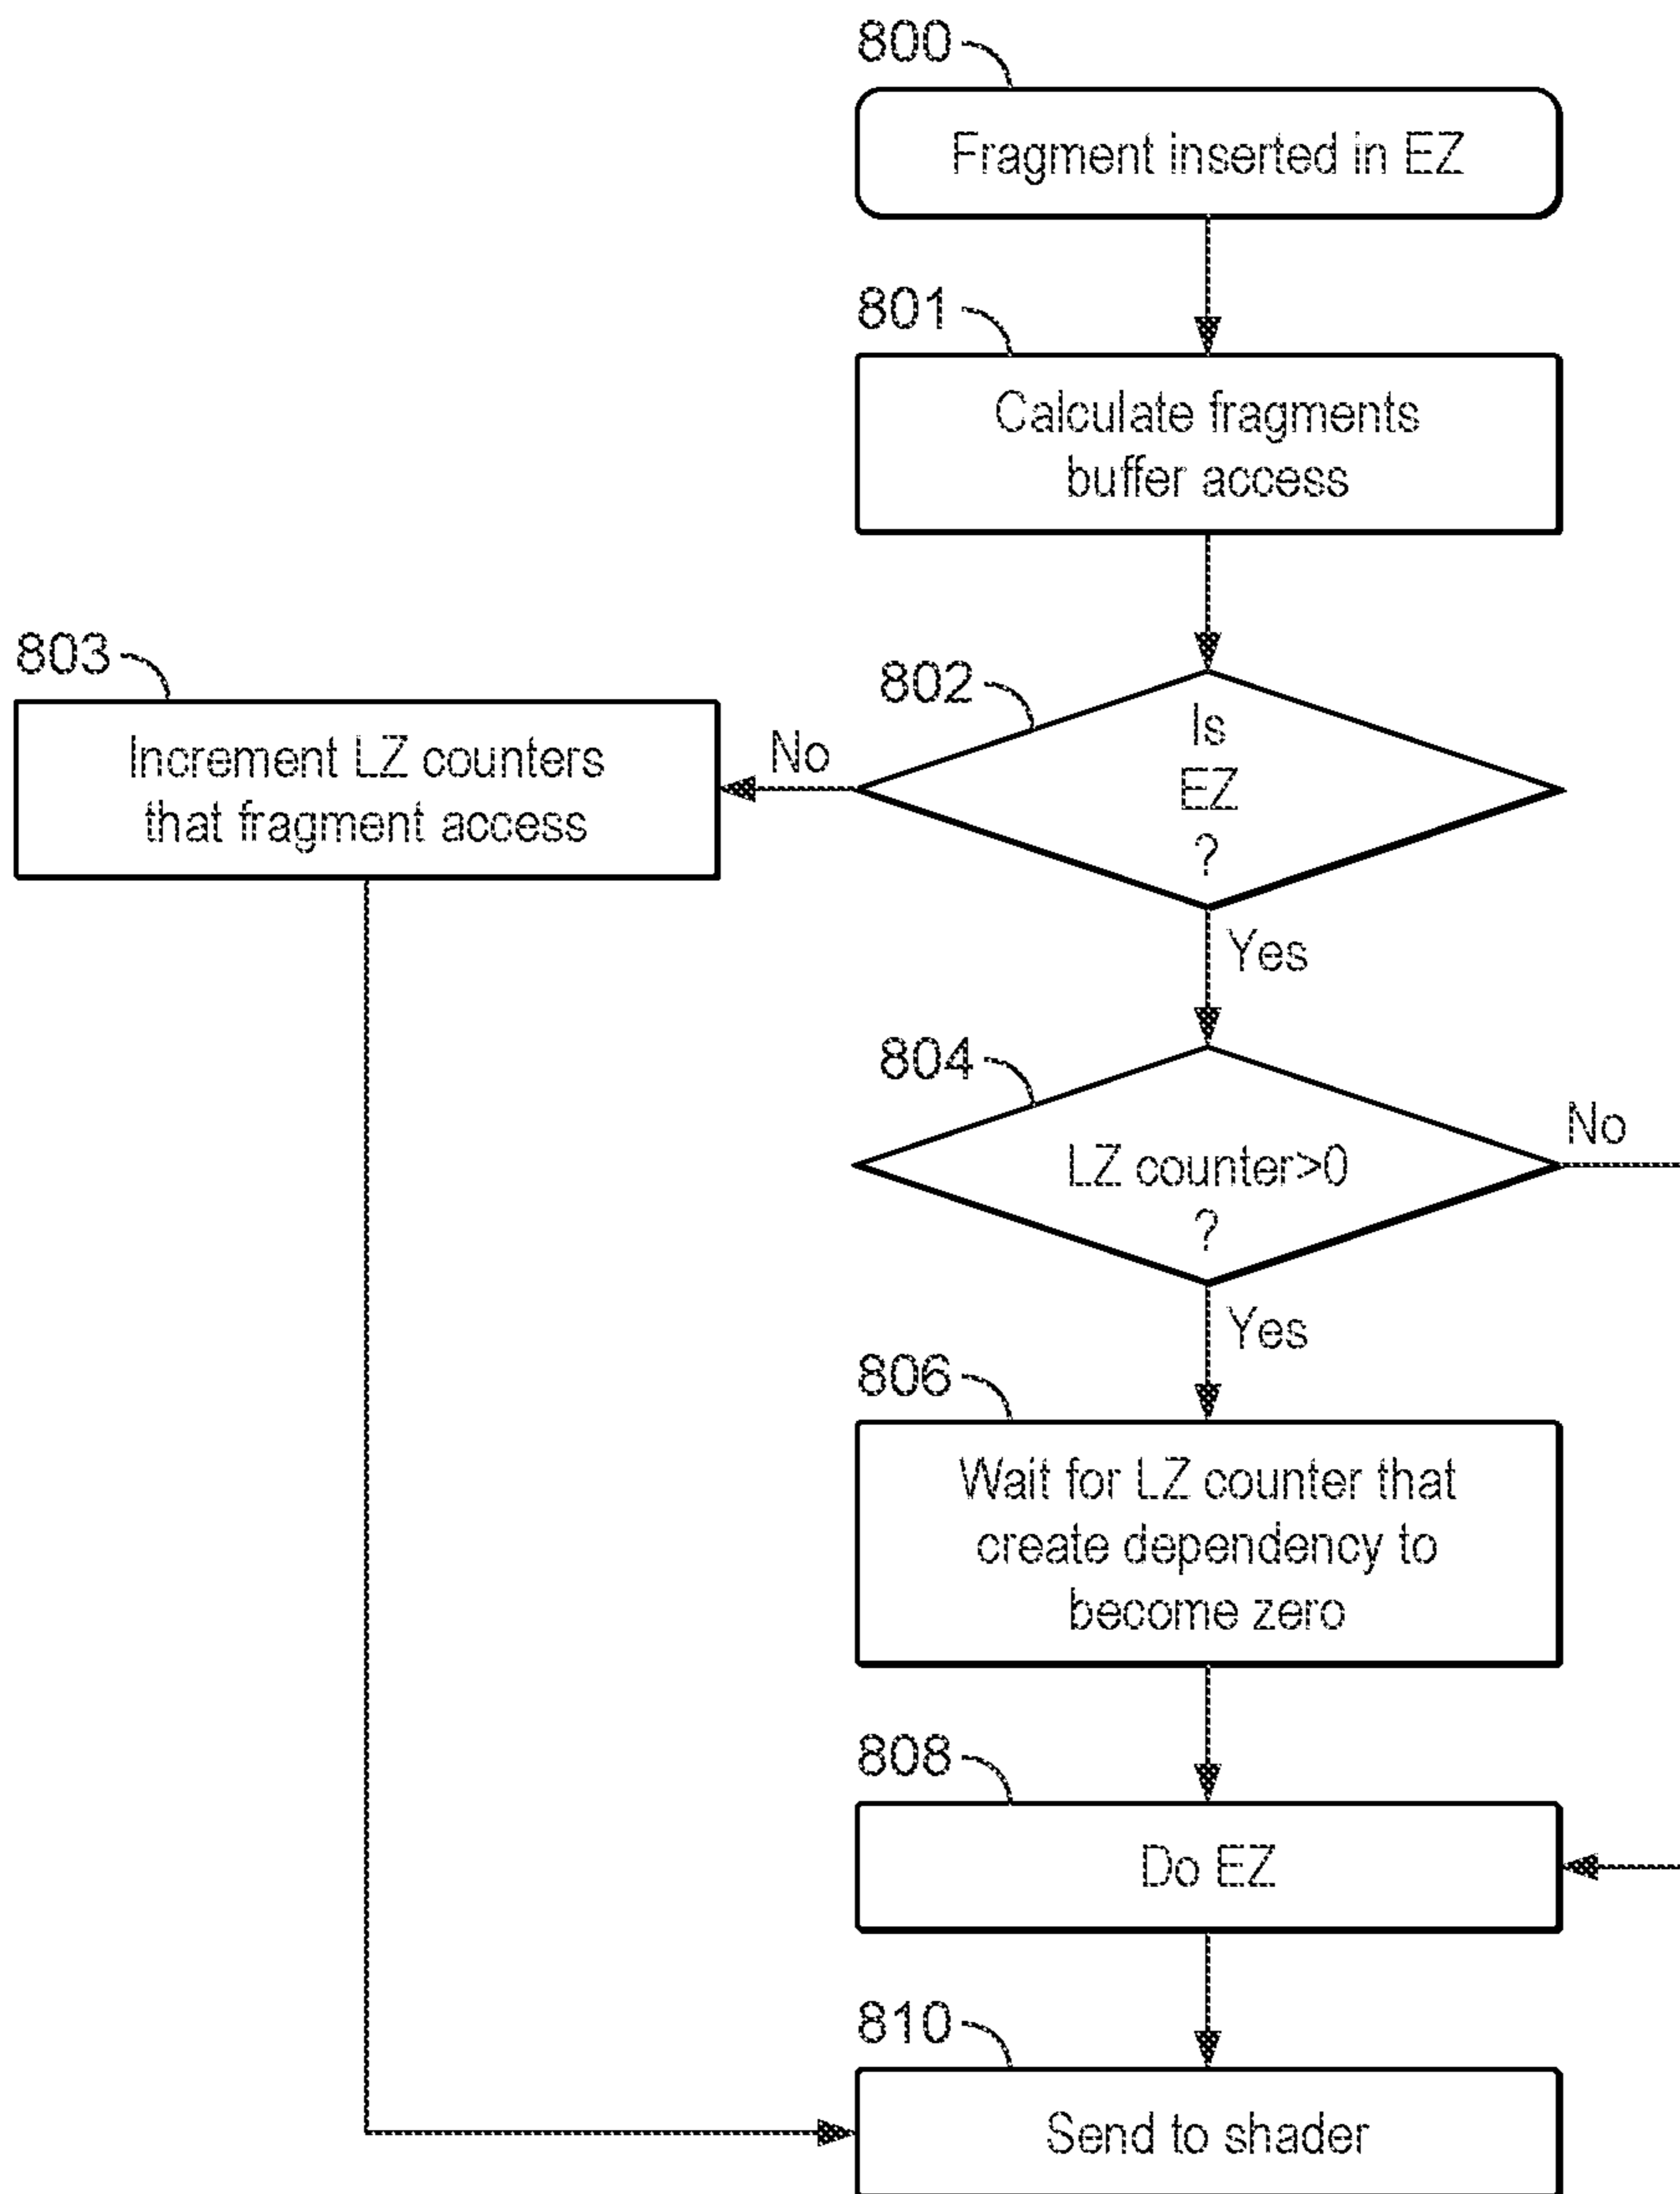 800
Fragment inserted in EZ
801
Calculate fragments
buffer access
803
Increment LZ counters
that fragment access
No
802
Is
EZ
?
Yes
804
LZ counter>0
?
No
Yes
806
Wait for LZ counter that
create dependency to
become zero
808
Do EZ
810
Send to shader